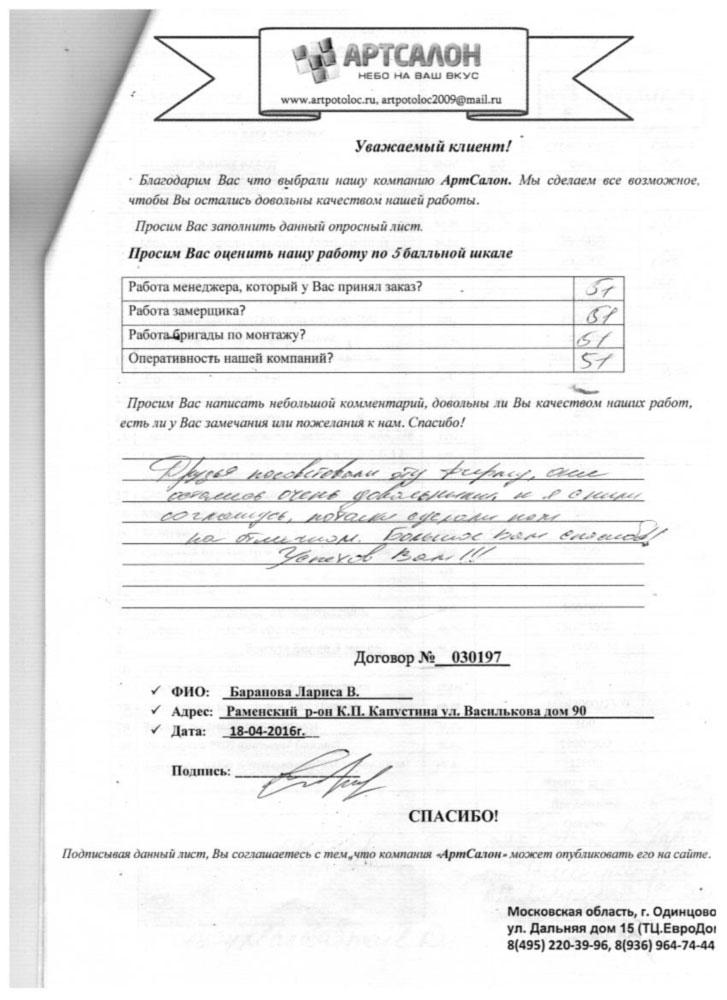 АРТСАЛОН
НЕБО НА ВАШ ВКУС
www.artpotoloc.ru, artpotoloc2009@mail.ru
Уважаемый клиент!
Благодарим Вас что выбрали нашу компанию АртСалон. Мы сделаем все возможное,
чтобы Вы остались довольны качеством нашей работы.
Просим Вас заполнить данный опросный лист.
Просим Вас оценить нашу работу по 5 балльной шкале
Работа менеджера, который у Вас принял заказ? 5!
Работа замерщика? 5!
Работа бригады по монтажу? 5!
Оперативность нашей компаний? 5!
Просим Вас написать небольшой комментарий, довольны ли Вы качеством наших работ,
есть ли у Вас замечания или пожелания к нам. Спасибо!
Друзья посоветовали эту фирму, они
остались очень довольными, и я с ними
соглашусь, потолки сделали нам
на отлично. Большое Вам спасибо!!
Успехов Вам!!!
Договор № 030197
✓ ФИО: Баранова Лариса В.
✓ Адрес: Раменский р-он К.П. Капустина ул. Василькова дом 90
✓ Дата: 18-04-2016г.
Подпись:
СПАСИБО!
Подписывая данный лист, Вы соглашаетесь с тем,что компания «АртСалон» может опубликовать его на сайте.
Московская область, г. Одинцово
ул. Дальняя дом 15 (ТЦ.ЕвроДо
8(495) 220-39-96, 8(936) 964-74-44